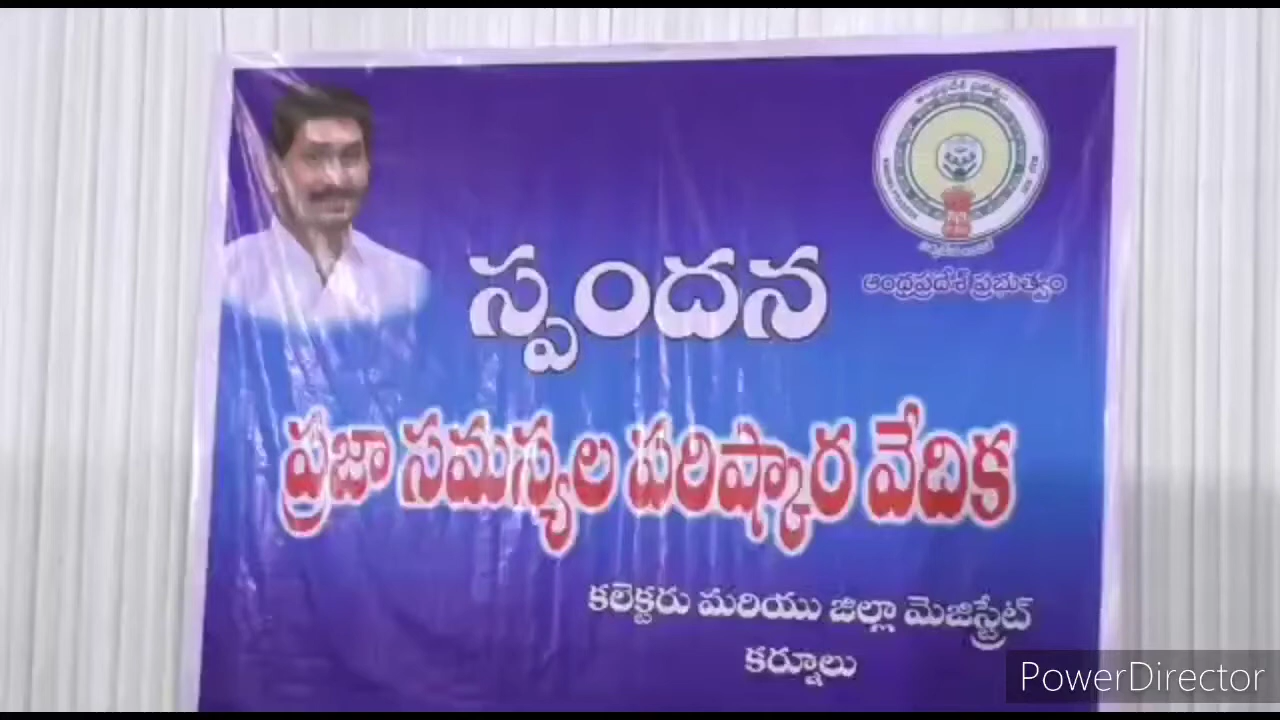 స్పందన
ఆంధ్రప్రదేశ్ ప్రభుత్వం
ప్రజా సమస్యల పరిష్కార వేదిక
కలెక్టరు మరియు జిల్లా మెజిస్ట్రేట్
కర్నూలు
PowerDirector